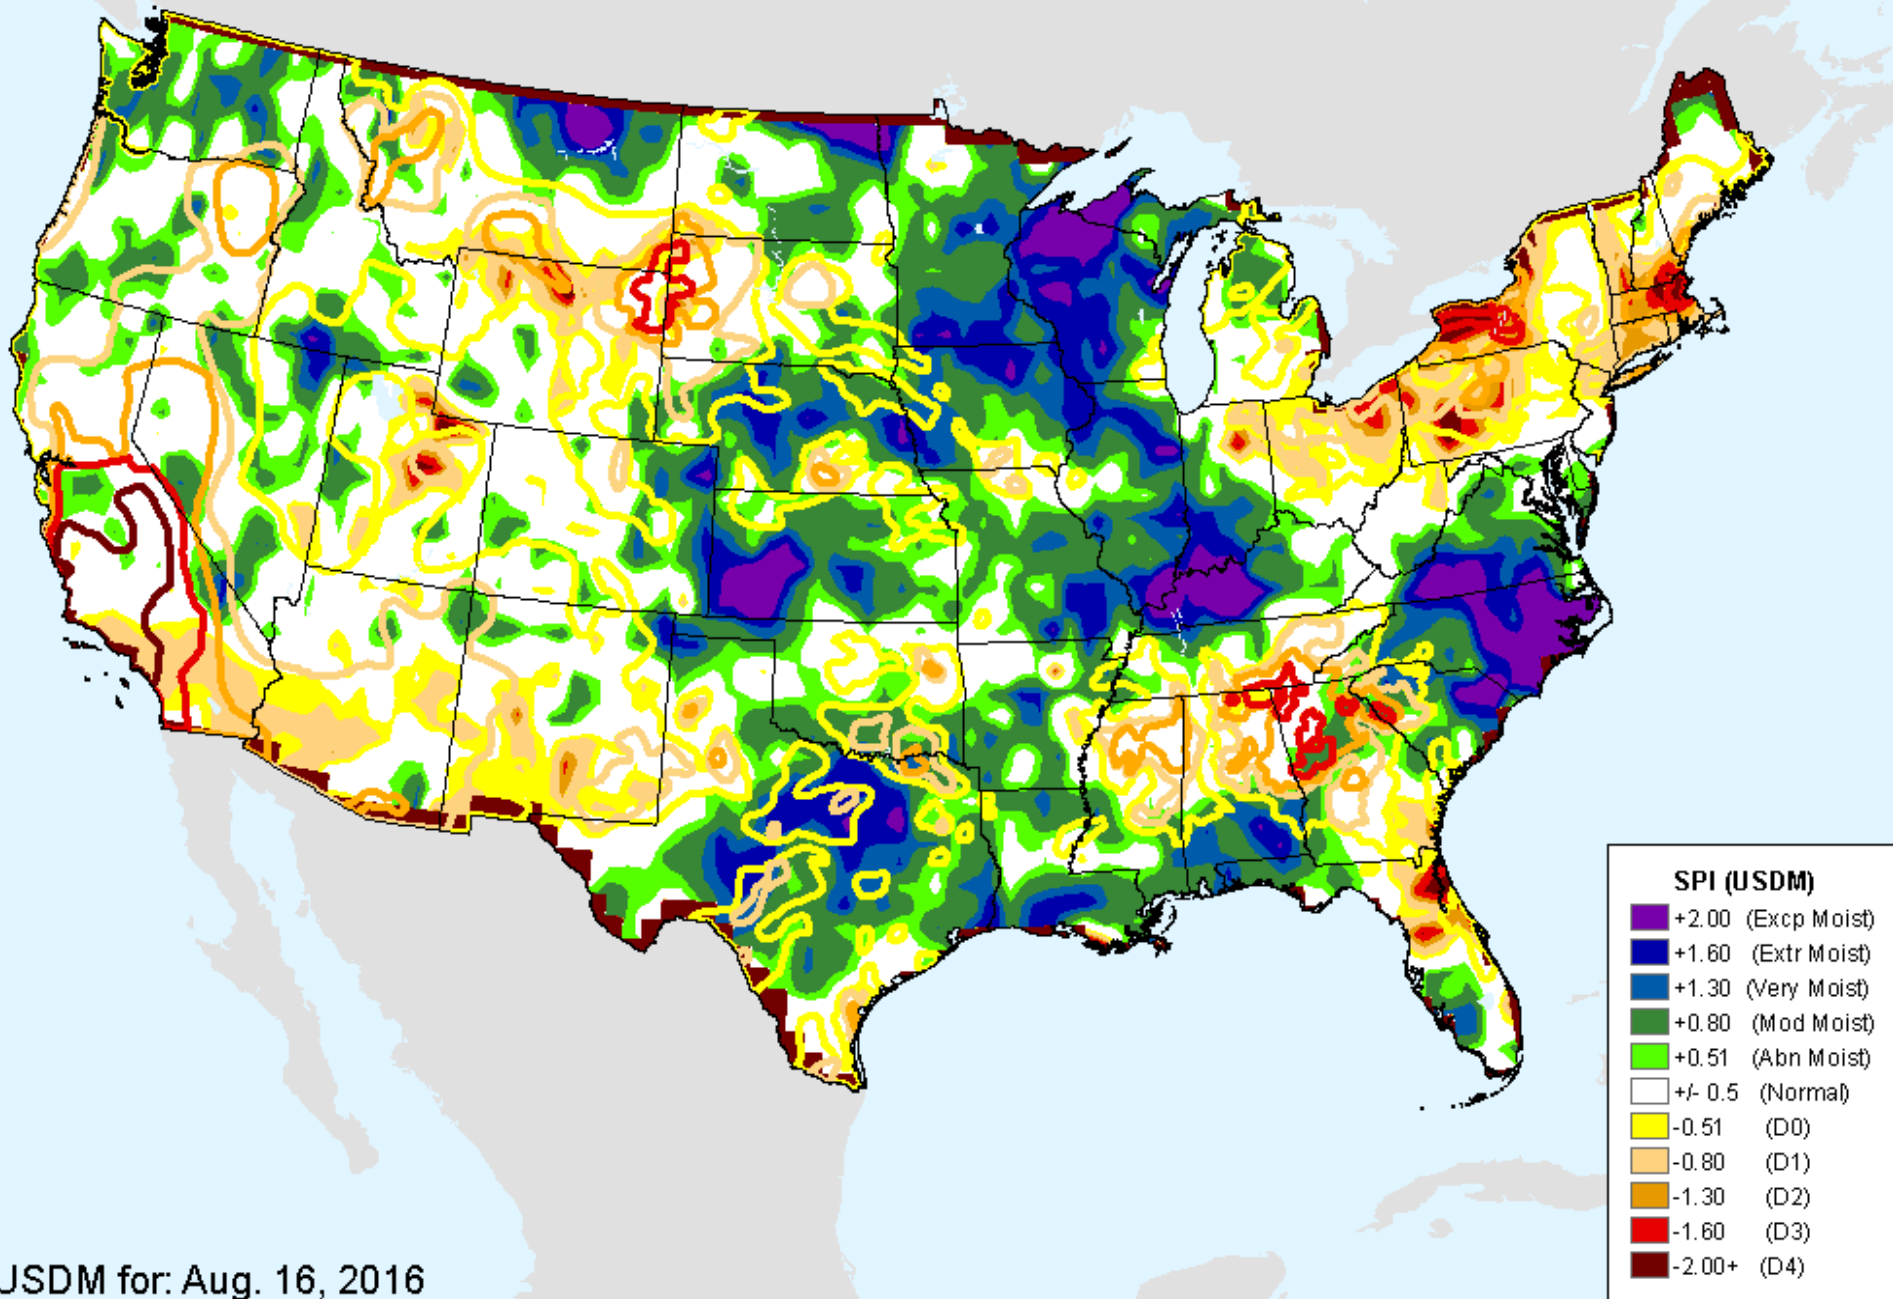 SPI (USDM)
+2.00 (Excp Moist)
+1.60 (Extr Moist)
+1.30 (Very Moist)
+0.80 (Mod Moist)
+0.51 (Abn Moist)
+/- 0.5 (Normal)
-0.51 (D0)
-0.80 (D1)
-1.30 (D2)
-1.60 (D3)
-2.00+ (D4)
USDM for: Aug. 16, 2016